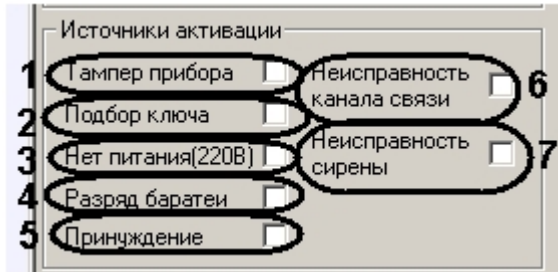 Источники активации
1 Тампер прибора
2 Подбор ключа
3 Нет питания(220В)
4 Разряд баратеи
5 Принуждение
Неисправность 6
канала связи
Неисправность 7
сирены